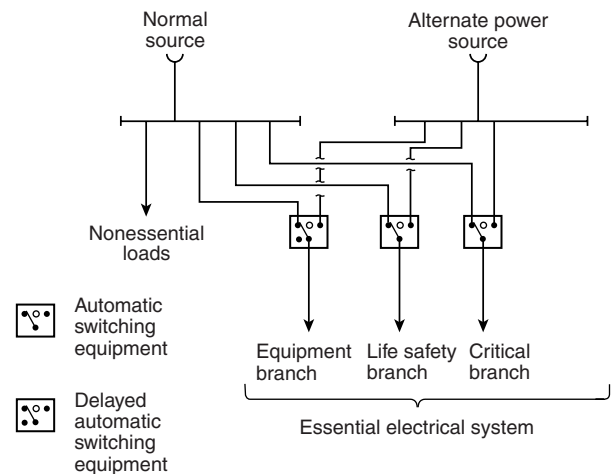 Normal
source
Alternate power
source
Nonessential
loads
Automatic
switching
equipment
Equipment
branch
Life safety
branch
Critical
branch
Delayed
automatic
switching
equipment
Essential electrical system